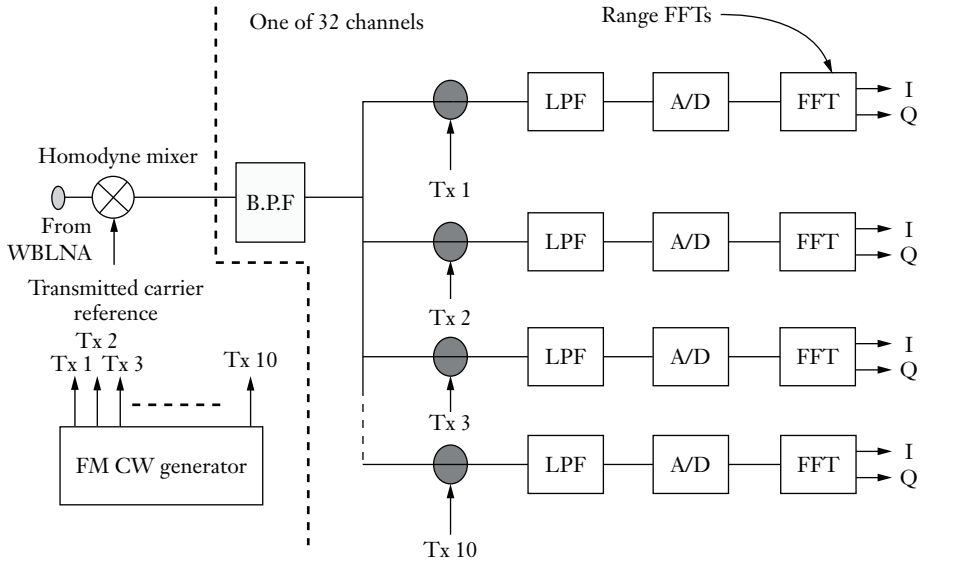 One of 32 channels
Range FFTs
LPF
A/D
FFT
I
Q
Tx 1
Homodyne mixer
B.P.F
From
WBLNA
Transmitted carrier
reference
LPF
A/D
FFT
I
Q
Tx 2
LPF
A/D
FFT
I
Q
Tx 3
Tx 2
Tx 1 Tx 3
Tx 10
FM CW generator
LPF
A/D
FFT
I
Q
Tx 10